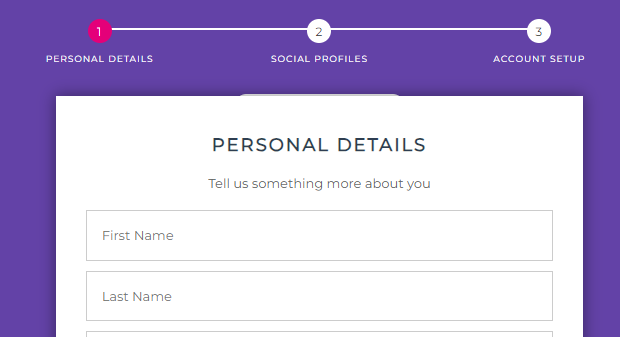 1 2 3
PERSONAL DETAILS SOCIAL PROFILES ACCOUNT SETUP
PERSONAL DETAILS
Tell us something more about you
First Name
Last Name